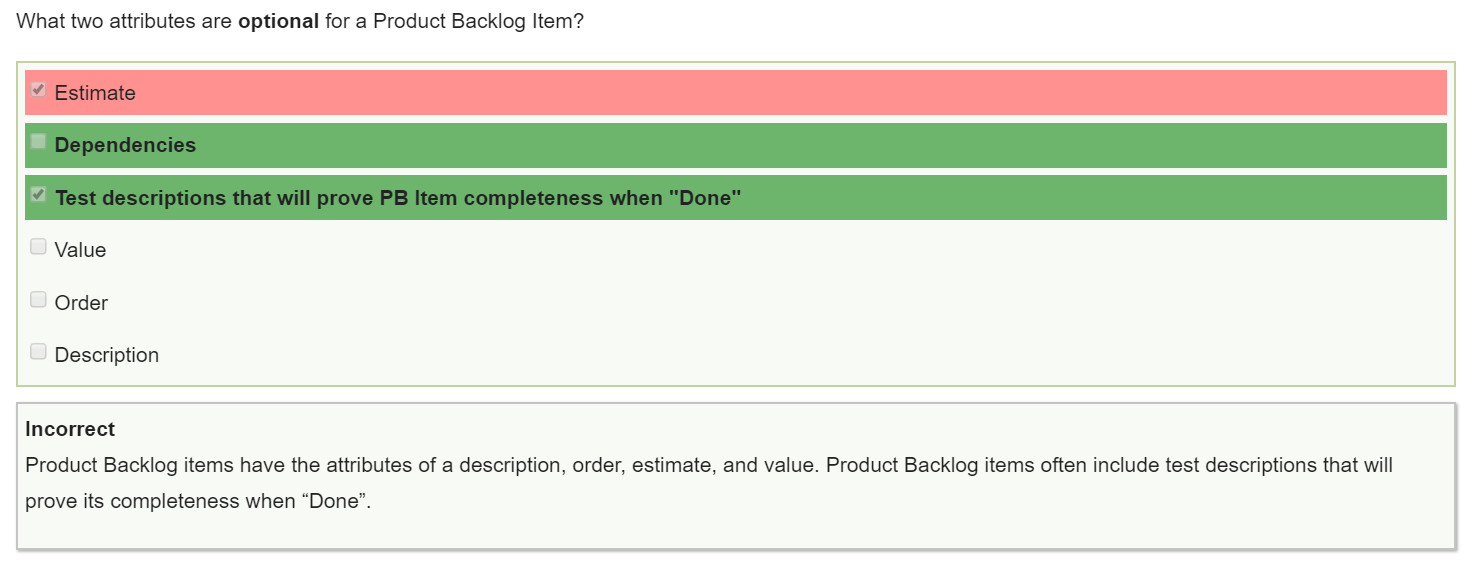 What two attributes are optional for a Product Backlog Item?
Estimate
Dependencies
Test descriptions that will prove PB Item completeness when "Done"
Value
Order
Description
Incorrect
Product Backlog items have the attributes of a description, order, estimate, and value. Product Backlog items often include test descriptions that will
prove its completeness when “Done”.